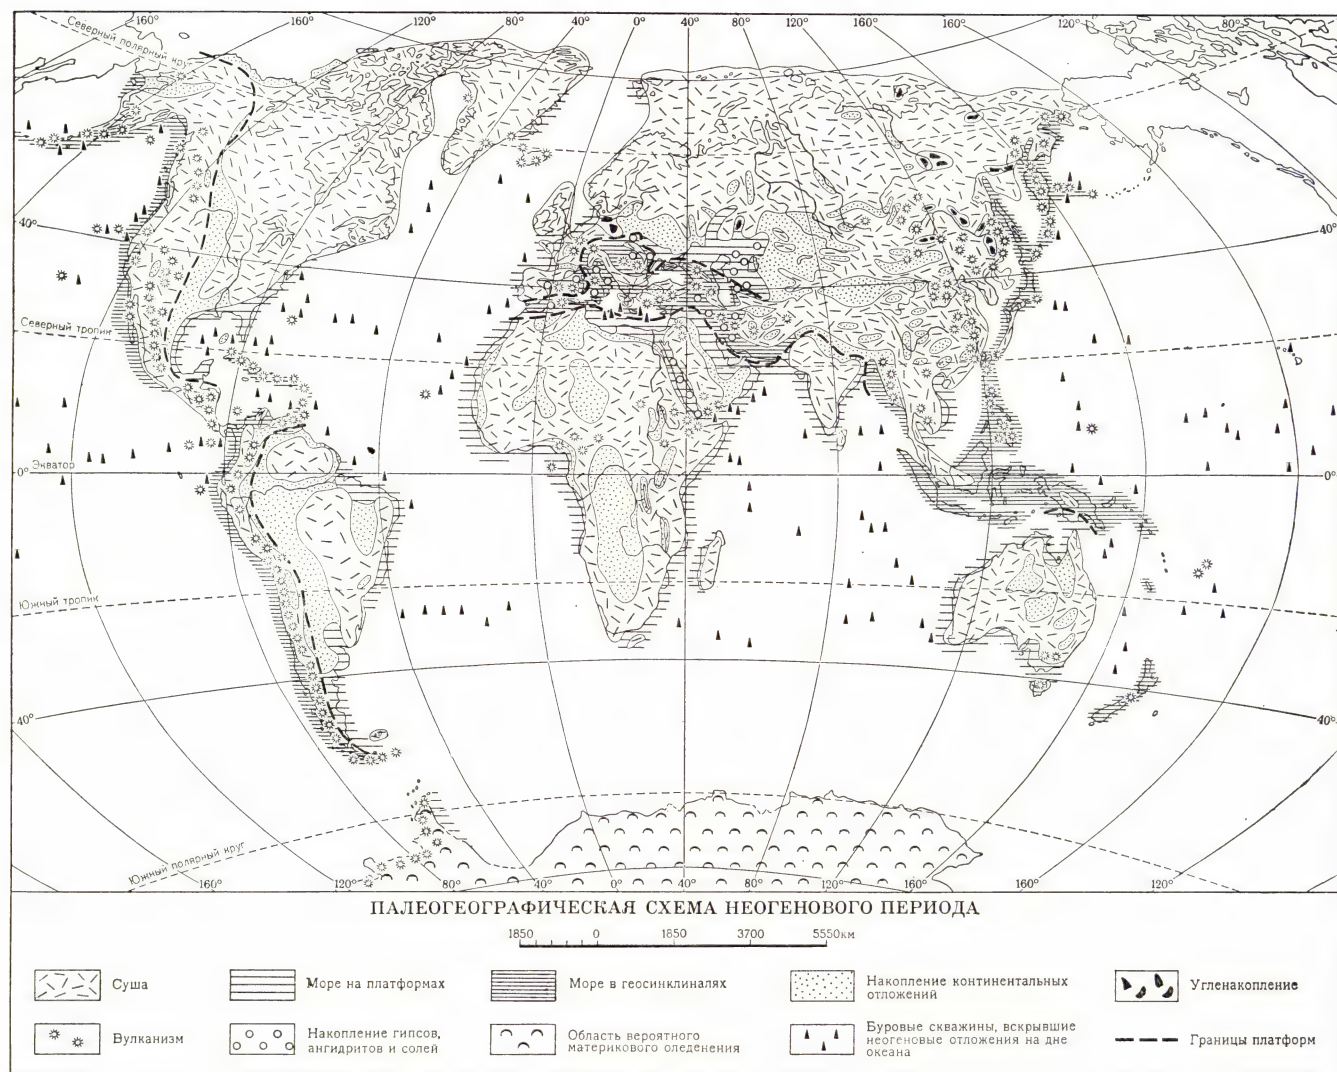 160° 160° 120° 80° 40° 0° 40° 80° 120° 160° 160° 120° 80°
Северный полярный круг
40° 40°
Северный тропик
0° Экватор 0°
Южный тропик
40° 40°
Южный полярный круг
160° 120° 80° 40° 0° 40° 80° 120° 160° 160° 120°
ПАЛЕОГЕОГРАФИЧЕСКАЯ СХЕМА НЕОГЕНОВОГО ПЕРИОДА
1850 0 1850 3700 5550км
Суша
Море на платформах
Море в геосинклиналях
Накопление континентальных
отложений
Угленакопление
Вулканизм
Накопление гипсов,
ангидритов и солей
Область вероятного
материкового оледенения
Буровые скважины, вскрывшие
неогеновые отложения на дне
океана
Границы платформ